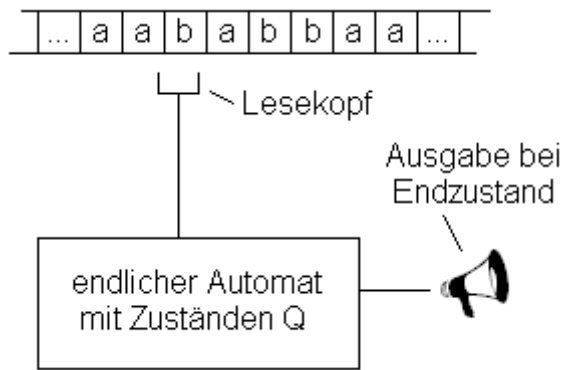 ... a a b a b b a a ...
Lesekopf
Ausgabe bei
Endzustand
endlicher Automat
mit Zuständen Q